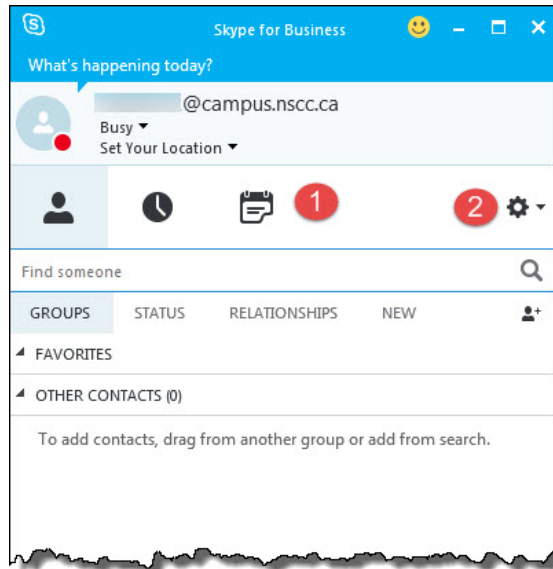 Skype for Business
What's happening today?
@campus.nscc.ca
Busy
Set Your Location
1
2
Find someone
GROUPS STATUS RELATIONSHIPS NEW
FAVORITES
OTHER CONTACTS (0)
To add contacts, drag from another group or add from search.